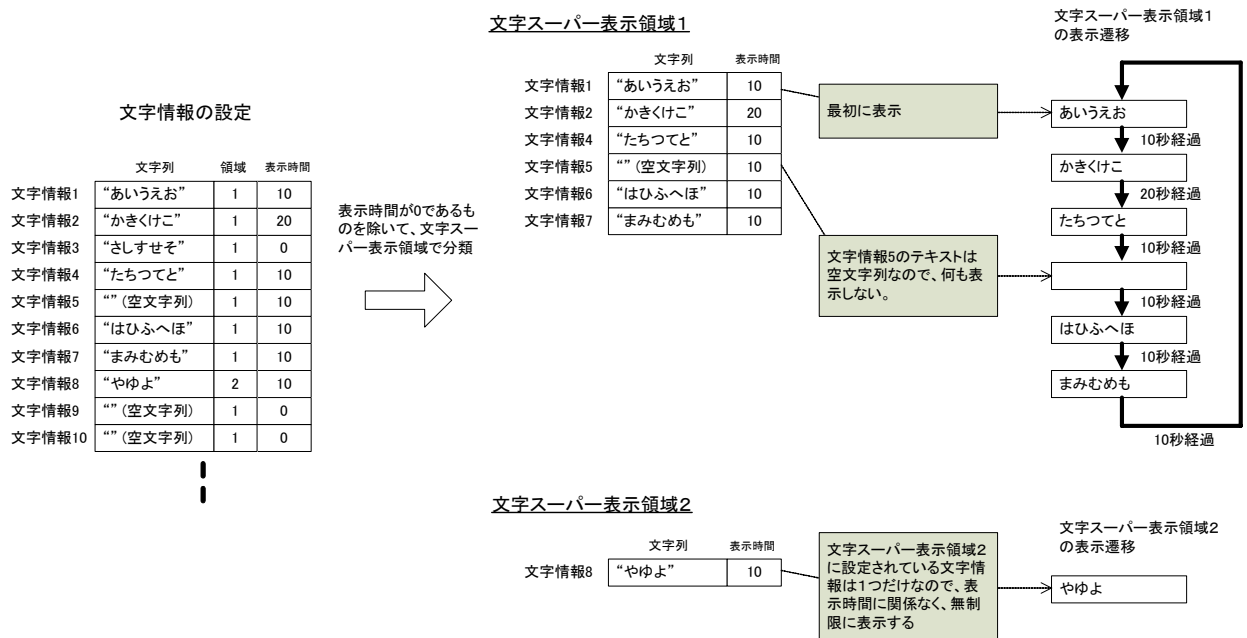 文字情報の設定
文字列 領域 表示時間
文字情報1 “あいうえお” 1 10
文字情報2 “かきくけこ” 1 20
文字情報3 “さしすせそ” 1 0
文字情報4 “たちつてと” 1 10
文字情報5 “”（空文字列） 1 10
文字情報6 “はひふへほ” 1 10
文字情報7 “まみむめも” 1 10
文字情報8 “やゆよ” 2 10
文字情報9 “”（空文字列） 1 0
文字情報10 “”（空文字列） 1 0
表示時間が0であるも
のを除いて、文字スー
パー表示領域で分類
文字スーパー表示領域１
文字列 表示時間
文字情報1 “あいうえお” 10
文字情報2 “かきくけこ” 20
文字情報4 “たちつてと” 10
文字情報5 “”（空文字列） 10
文字情報6 “はひふへほ” 10
文字情報7 “まみむめも” 10
最初に表示
文字情報5のテキストは
空文字列なので、何も表
示しない。
文字スーパー表示領域１
の表示遷移
あいうえお
10秒経過
かきくけこ
20秒経過
たちつてと
10秒経過
10秒経過
はひふへほ
10秒経過
まみむめも
10秒経過
文字スーパー表示領域２
文字列 表示時間
文字情報8 “やゆよ” 10
文字スーパー表示領域２
に設定されている文字情
報は１つだけなので、表
示時間に関係なく、無制
限に表示する
文字スーパー表示領域２
の表示遷移
やゆよ